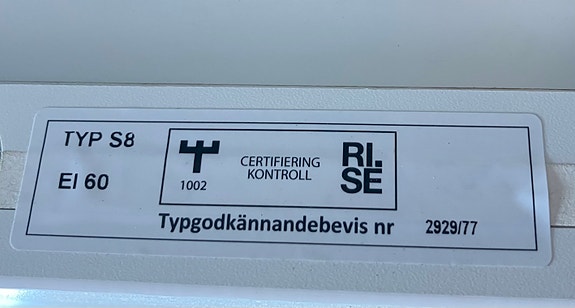 TYP S8
EI 60
1002
CERTIFIERING
KONTROLL
RI.
SE
Typgodkännandebevis nr 2929/77